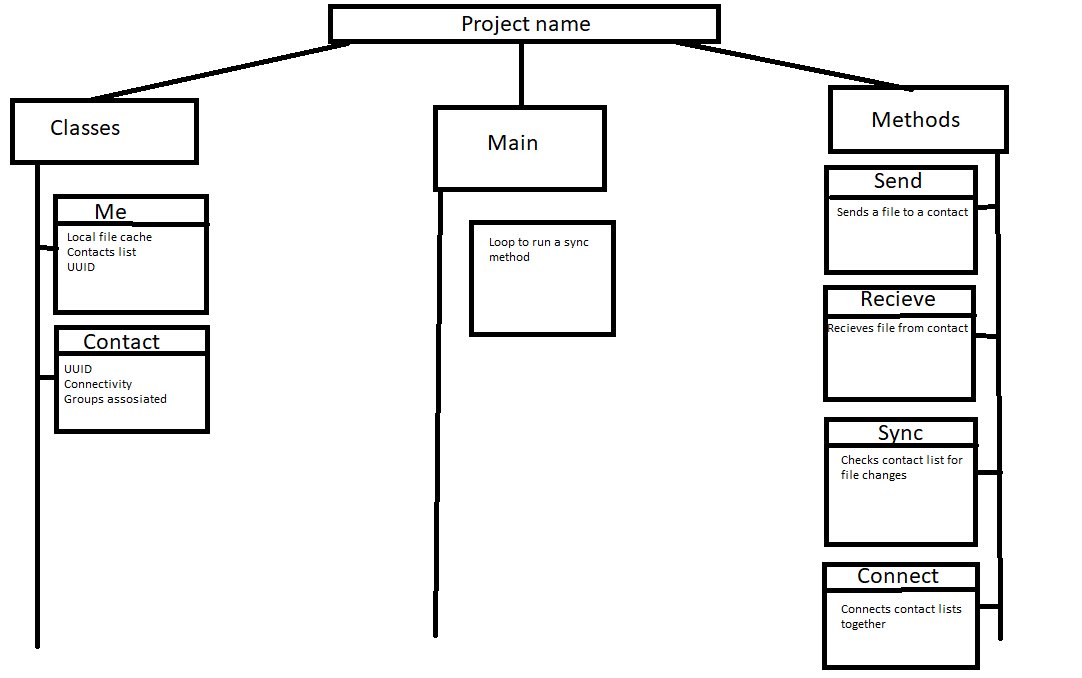 Project name
Classes
Me
Local file cache
Contacts list
UUID
Contact
UUID
Connectivity
Groups assosiated
Main
Loop to run a sync
method
Methods
Send
Sends a file to a contact
Recieve
Recieves file from contact
Sync
Checks contact list for
file changes
Connect
Connects contact lists
together